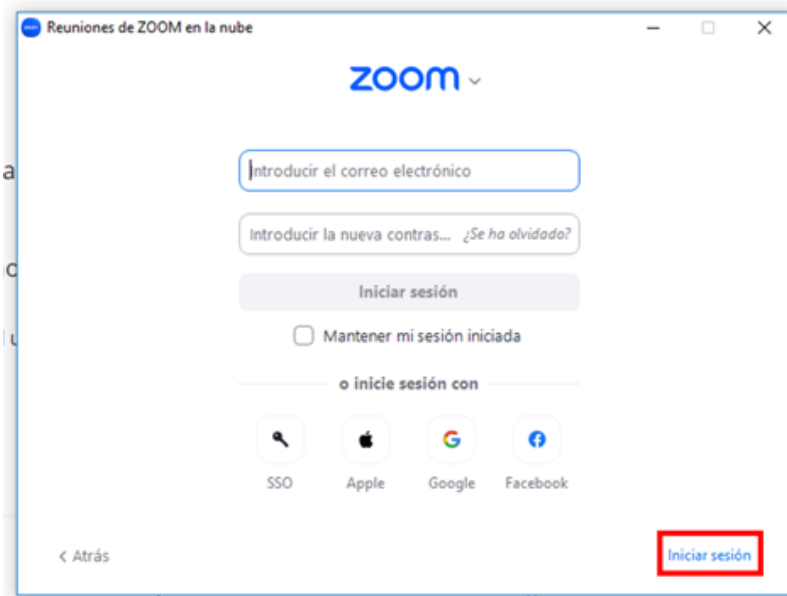 Reuniones de ZOOM en la nube
zoom
Introducir el correo electrónico
Introducir la nueva contras... ¿Se ha olvidado?
Iniciar sesión
Mantener mi sesión iniciada
o inicie sesión con
SSO Apple Google Facebook
< Atrás Iniciar sesión